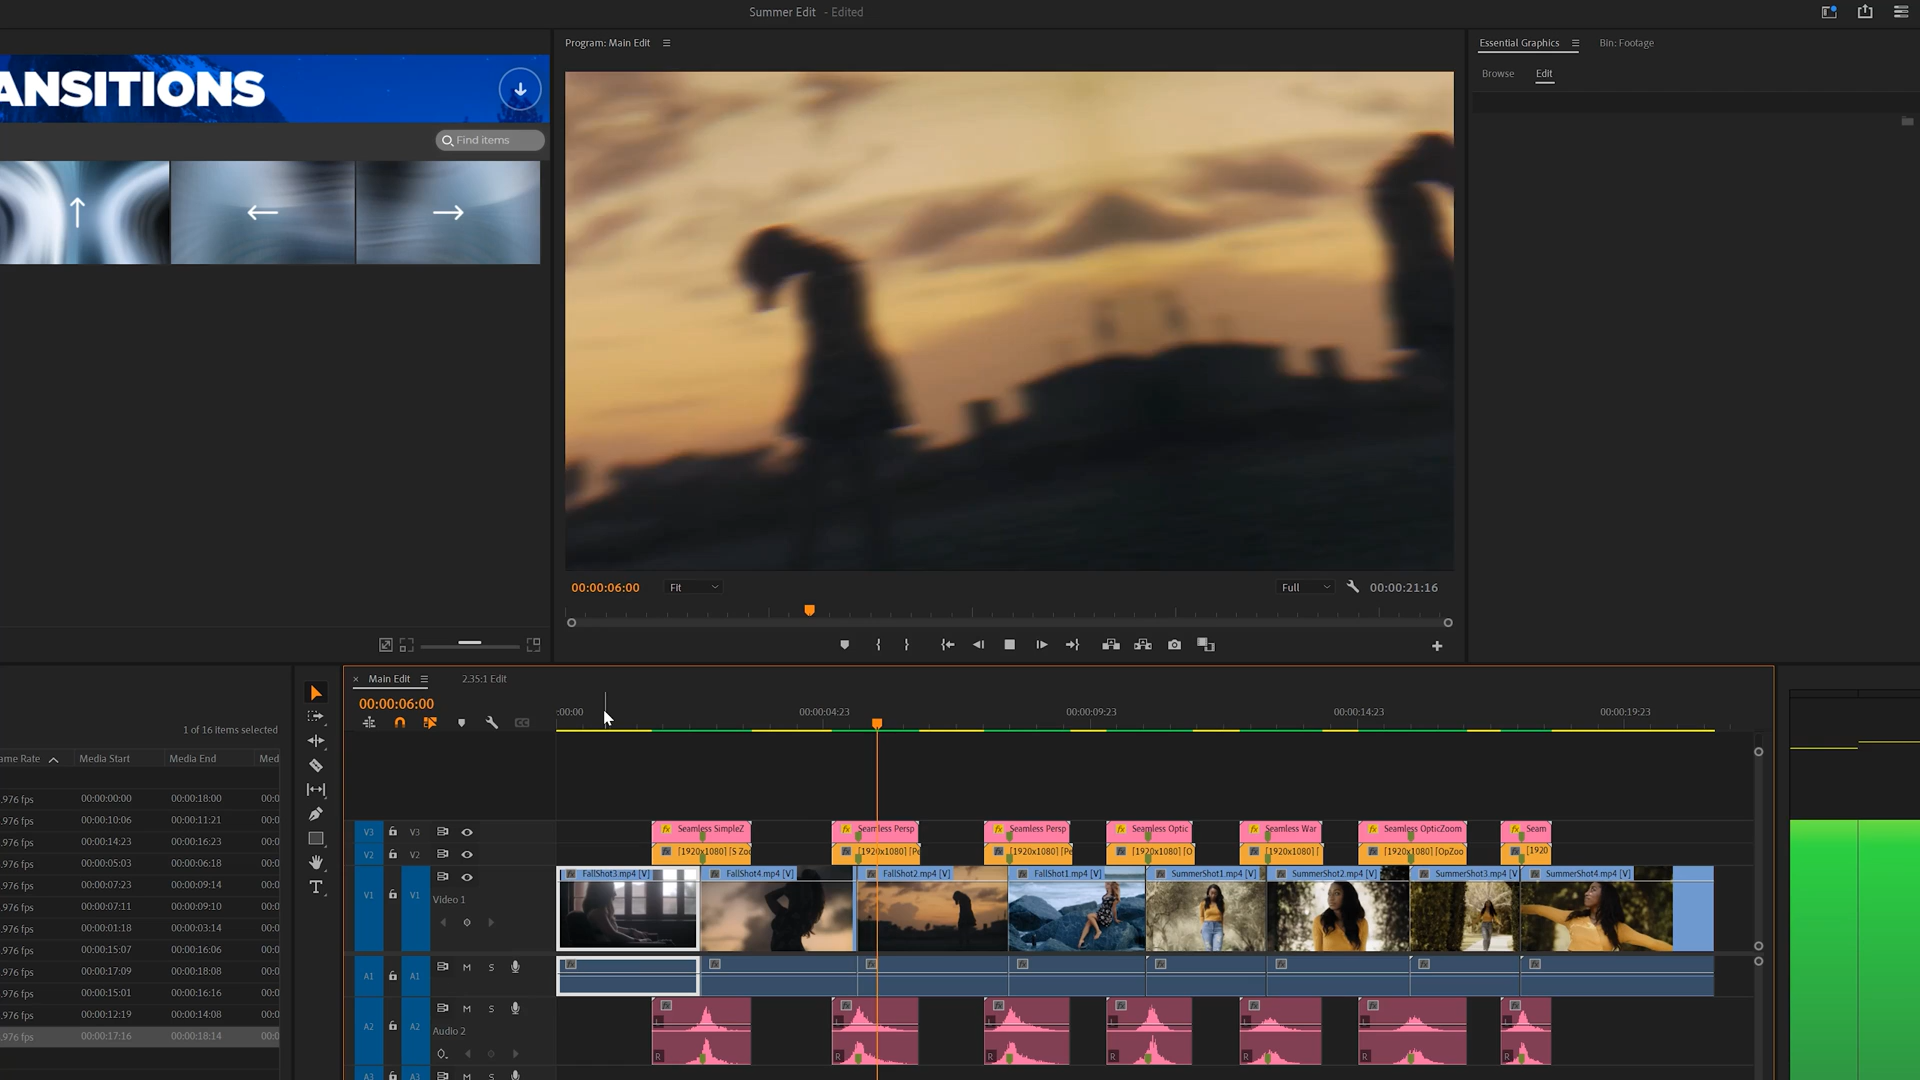 Summer Edit - Edited
Program: Main Edit
Essential Graphics
Bin: Footage
Browse
Edit
ANSITIONS
Find items
00:00:06:00
Fit
Full
00:00:21:16
Main Edit
2.35:1 Edit
00:00:06:00
:00:00
00:00:04:23
00:00:09:23
00:00:14:23
00:00:19:23
1 of 16 items selected
ame Rate
Media Start
Media End
Med
.976 fps 00:00:00:00 00:00:18:00 00:0
.976 fps 00:00:10:06 00:00:11:21 00:0
.976 fps 00:00:14:23 00:00:16:23 00:0
.976 fps 00:00:05:03 00:00:06:18 00:0
.976 fps 00:00:07:23 00:00:09:14 00:0
.976 fps 00:00:07:11 00:00:09:10 00:0
.976 fps 00:00:01:18 00:00:03:14 00:0
.976 fps 00:00:15:07 00:00:16:06 00:0
.976 fps 00:00:17:09 00:00:18:08 00:0
.976 fps 00:00:15:01 00:00:16:16 00:0
.976 fps 00:00:12:19 00:00:14:08 00:0
.976 fps 00:00:17:16 00:00:18:14 00:0
V3 V3
Seamless SimpleZ
Seamless Persp
Seamless Persp
Seamless Optic
Seamless War
Seamless OpticZoom
Seam
V2 V2
[1920x1080] [S Zoo
[1920x1080] [Pe
[1920x1080] [Pe
[1920x1080] [O
[1920x1080] [
[1920x1080] [OpZoo
[1920
FallShot3.mp4 [V]
FallShot4.mp4 [V]
FallShot2.mp4 [V]
FallShot1.mp4 [V]
SummerShot1.mp4 [V]
SummerShot2.mp4 [V]
SummerShot3.mp4 [V]
SummerShot4.mp4 [V]
V1 V1
Video 1
A1 A1 M S
A2 A2 M S
Audio 2
L L L L L L L
R R R R R R R
A3 A3 M S